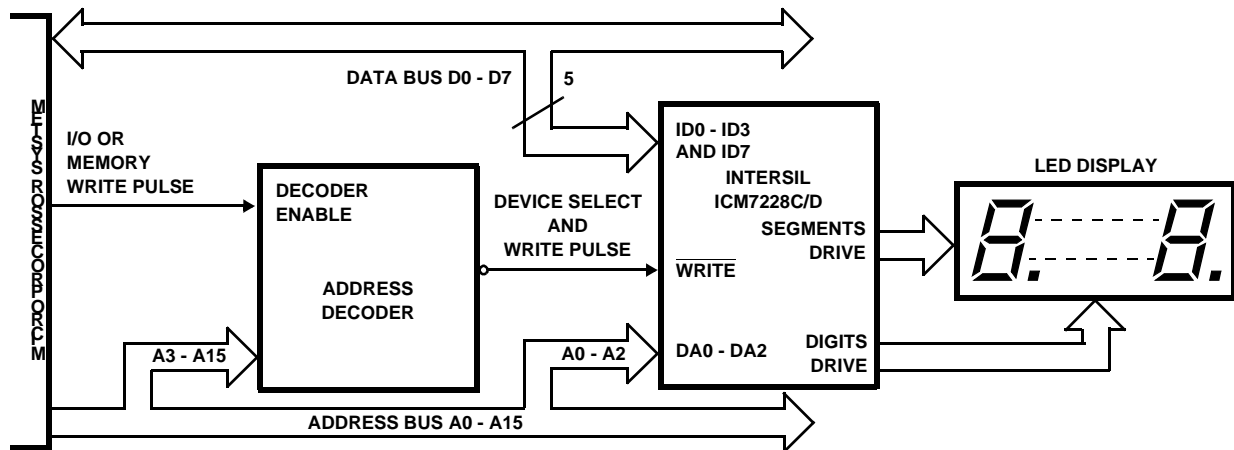 MICROPROCESSOR SYSTEM
DATA BUS D0 - D7
5
I/O OR
MEMORY
WRITE PULSE
DECODER
ENABLE
ADDRESS
DECODER
DEVICE SELECT
AND
WRITE PULSE
ID0 - ID3
AND ID7
INTERSIL
ICM7228C/D
SEGMENTS
DRIVE
WRITE
DA0 - DA2
DIGITS
DRIVE
LED DISPLAY
8. 8.
A3 - A15
A0 - A2
ADDRESS BUS A0 - A15